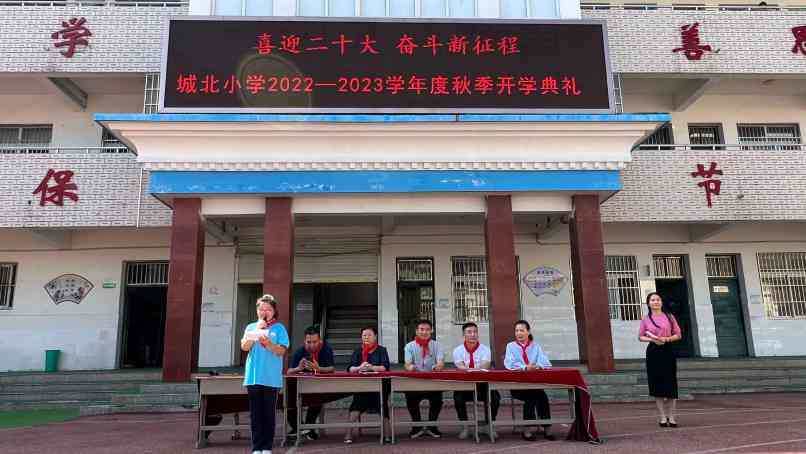 喜迎二十大 奋斗新征程
城北小学2022—2023学年度秋季开学典礼
学
善
思
保
节